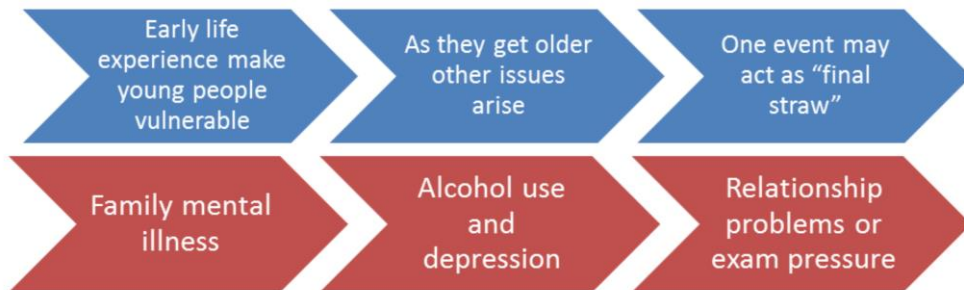 Early life
experience make
young people
vulnerable
As they get older
other issues
arise
One event may
act as “final
straw”
Family mental
illness
Alcohol use
and
depression
Relationship
problems or
exam pressure